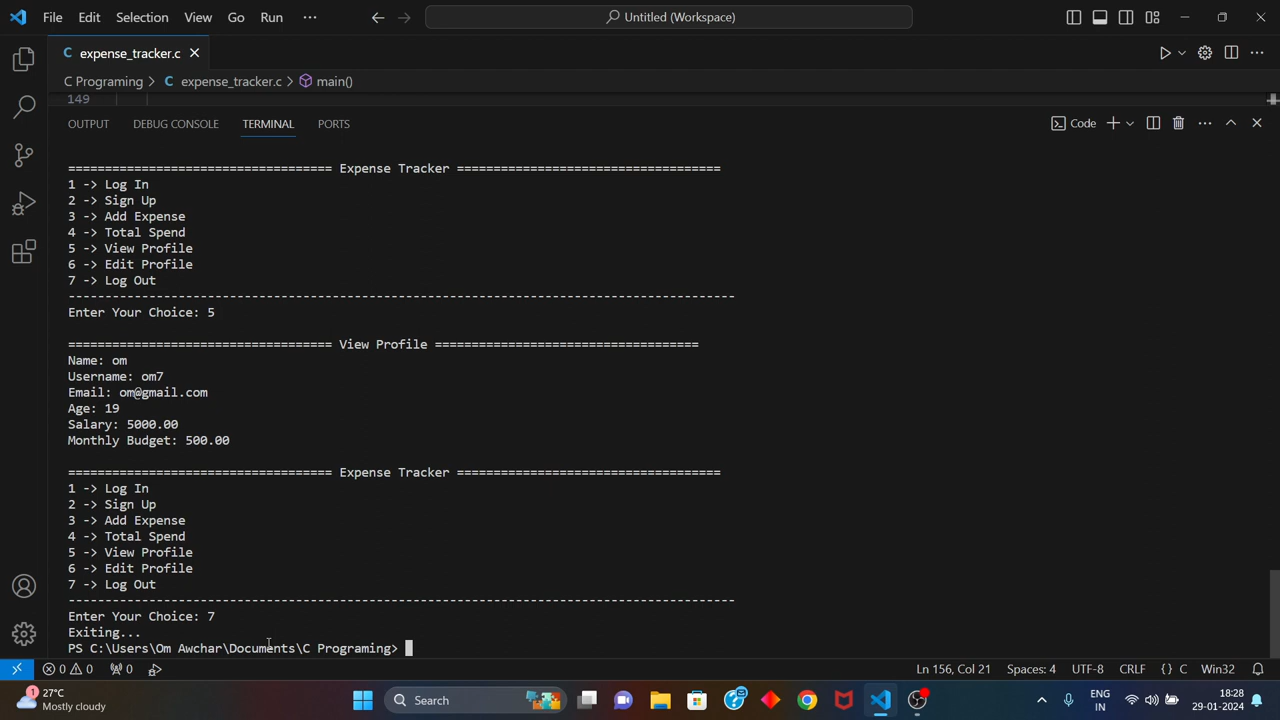 File Edit Selection View Go Run ··· Untitled (Workspace)
expense_tracker.c
C Programing > C expense_tracker.c > main()
149
OUTPUT DEBUG CONSOLE TERMINAL PORTS Code
================================== Expense Tracker ====================================
1 -> Log In
2 -> Sign Up
3 -> Add Expense
4 -> Total Spend
5 -> View Profile
6 -> Edit Profile
7 -> Log Out
-------------------------------------------------------------------------------------------
Enter Your Choice: 5
==================================== View Profile ====================================
Name: om
Username: om7
Email: om@gmail.com
Age: 19
Salary: 5000.00
Monthly Budget: 500.00
==================================== Expense Tracker ====================================
1 -> Log In
2 -> Sign Up
3 -> Add Expense
4 -> Total Spend
5 -> View Profile
6 -> Edit Profile
7 -> Log Out
-------------------------------------------------------------------------------------------
Enter Your Choice: 7
Exiting...
PS C:\Users\Om Awchar\Documents\C Programing>
0 0 0 Ln 156, Col 21 Spaces: 4 UTF-8 CRLF {} C Win32
1 27°C Search ENG 18:28
Mostly cloudy IN 29-01-2024